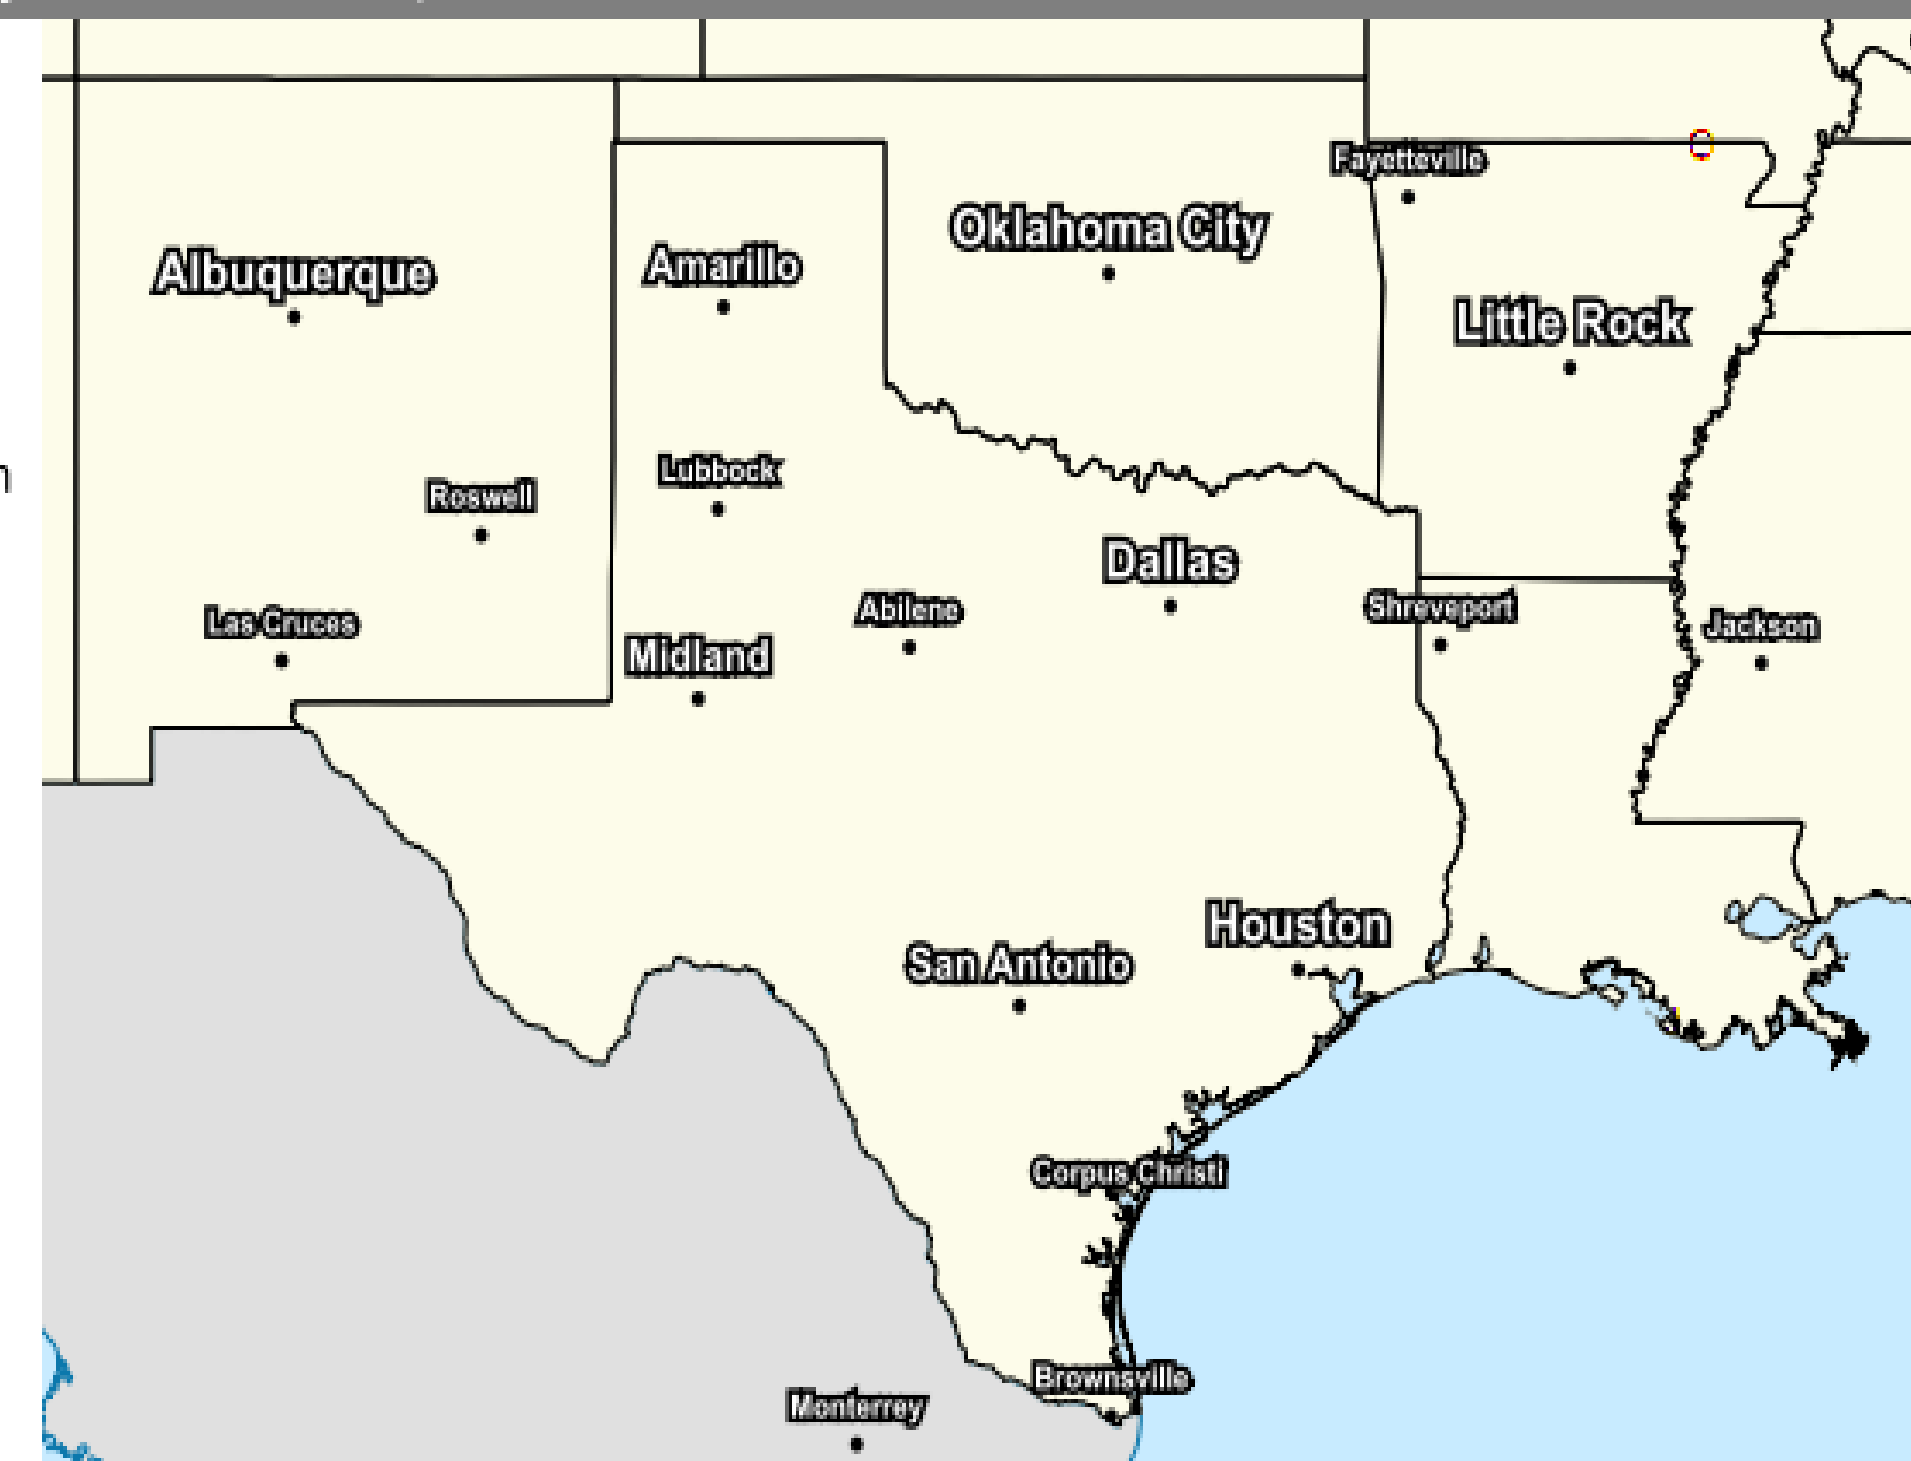 Fayetteville
Oklahoma City
Albuquerque
Amarillo
Little Rock
Lubbock
Roswell
Dallas
Abilene
Shreveport
Las Cruces
Jackson
Midland
Houston
San Antonio
Corpus Christi
Brownsville
Monterrey